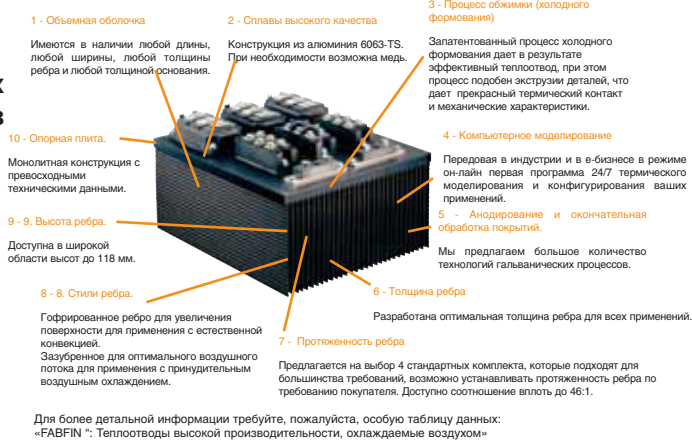 1 - Объемная оболочка
Имеются в наличии любой длины,
любой ширины, любой толщины
ребра и любой толщиной основания.
2 - Сплавы высокого качества
Конструкция из алюминия 6063-TS.
При необходимости возможна медь.
3 - Процесс обжимки (холодного
формования)
Запатентованный процесс холодного
формования дает в результате
эффективный теплоотвод, при этом
процесс подобен экструзии деталей, что
дает прекрасный термический контакт
и механические характеристики.
4 - Компьютерное моделирование
Передовая в индустрии и в е-бизнесе в режиме
он-лайн первая программа 24/7 термического
моделирования и конфигурирования ваших
применений.
5 - Анодирование и окончательная
обработка покрытий.
Мы предлагаем большое количество
технологий гальванических процессов.
6 - Толщина ребра
Разработана оптимальная толщина ребра для всех применений.
7 - Протяженность ребра
Предлагается на выбор 4 стандартных комплекта, которые подходят для
большинства требований, возможно устанавливать протяженность ребра по
требованию покупателя. Доступно соотношение вплоть до 46:1.
8 - 8. Стили ребра.
Гофрированное ребро для увеличения
поверхности для применения с естественной
конвекцией.
Зазубренное для оптимального воздушного
потока для применения с принудительным
воздушным охлаждением.
9 - 9. Высота ребра.
Доступна в широкой
области высот до 118 мм.
10 - Опорная плита.
Монолитная конструкция с
превосходными
техническими данными.
х
в
Для более детальной информации требуйте, пожалуйста, особую таблицу данных:
«FABFIN “: Теплоотводы высокой производительности, охлаждаемые воздухом»